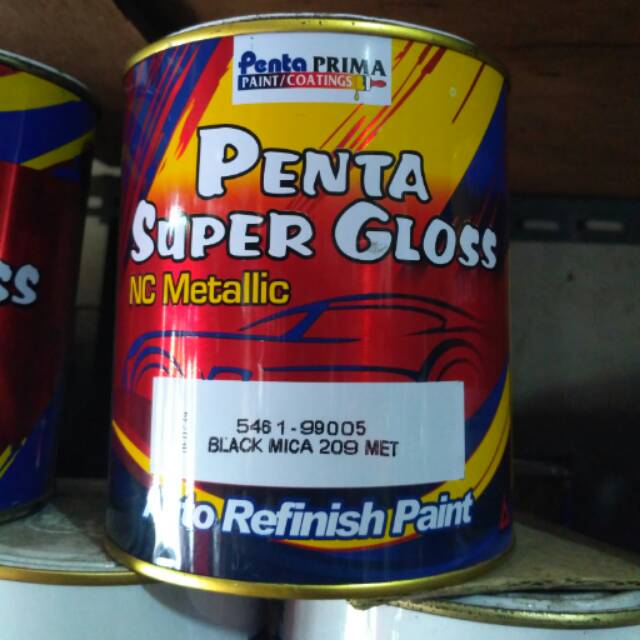 Penta PRIMA
PAINT/COATINGS
PENTA
SUPER GLOSS
NC Metallic
5461-99005
BLACK MICA 209 MET
Auto Refinish Paint